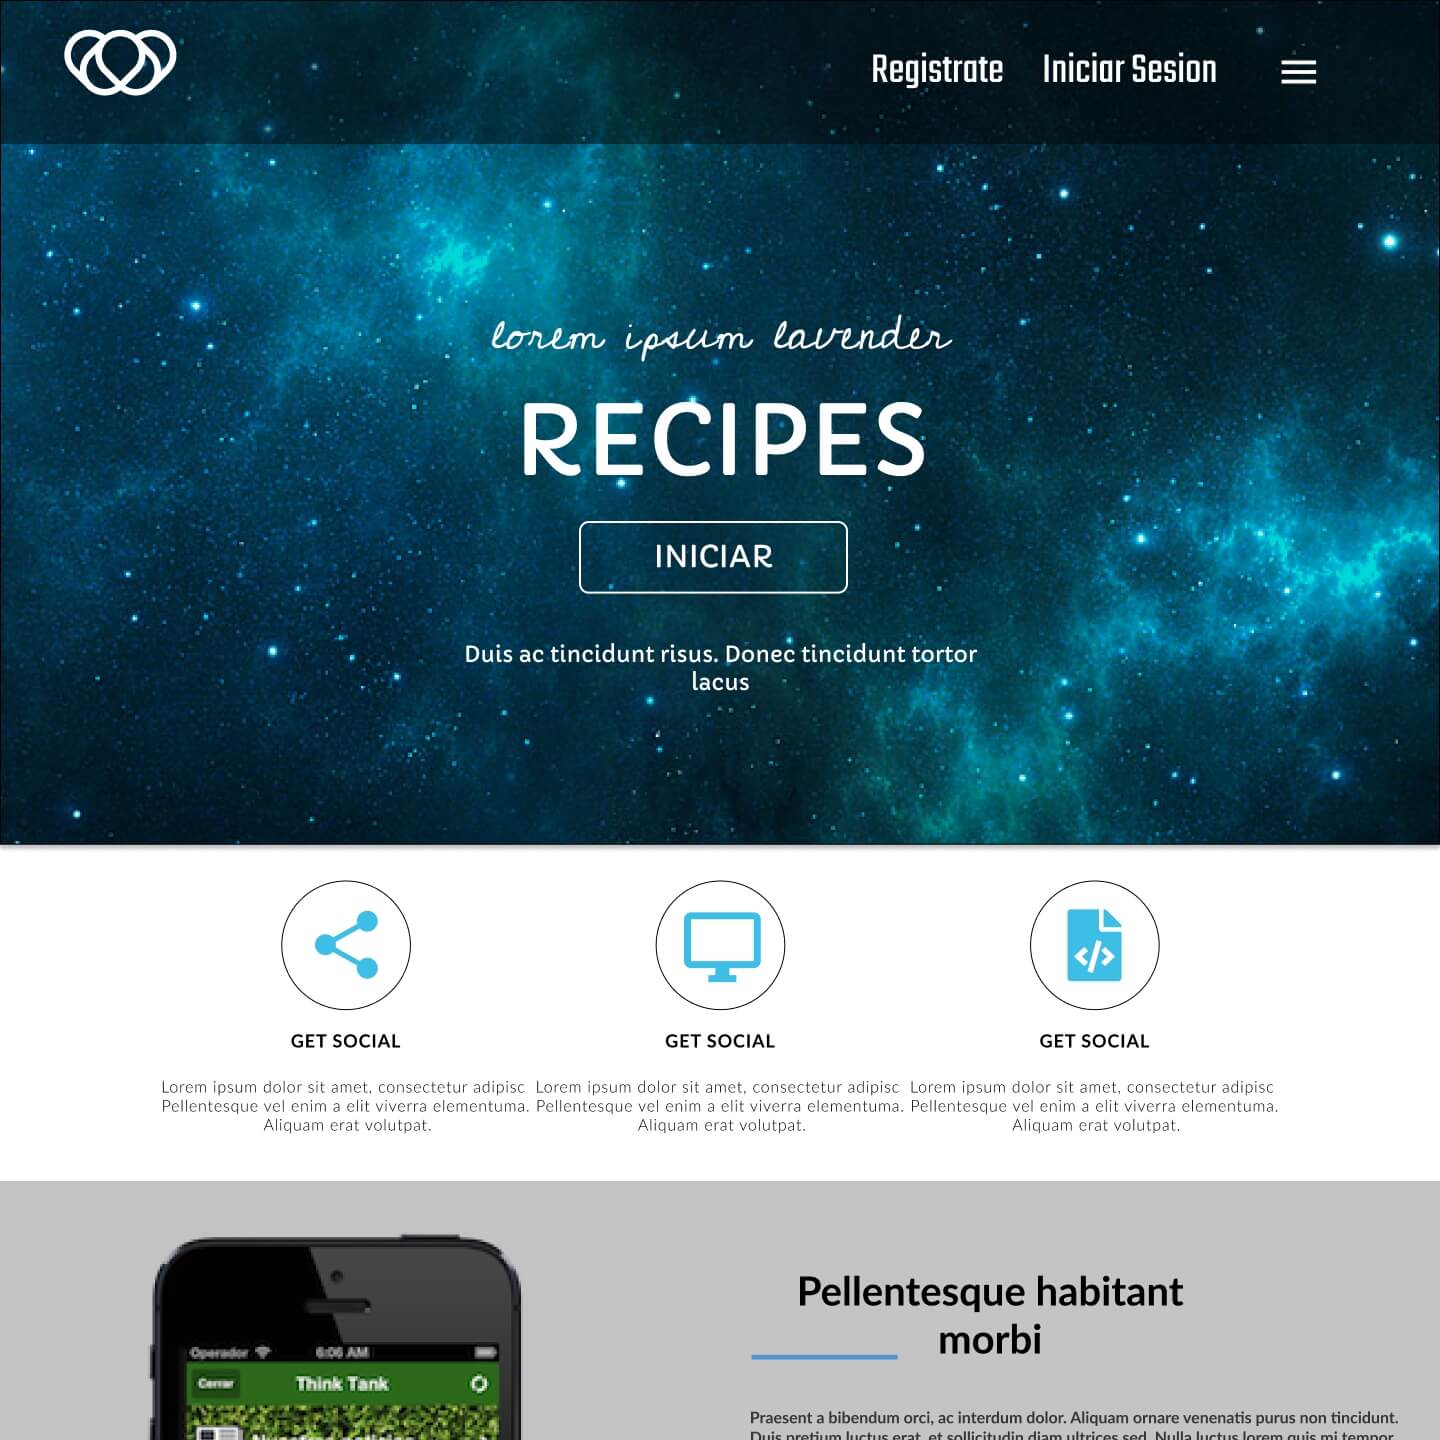 Registrate Iniciar Sesion
lorem ipsum lavender
RECIPES
INICIAR
Duis ac tincidunt risus. Donec tincidunt tortor
lacus
GET SOCIAL
Lorem ipsum dolor sit amet, consectetur adipisc
Pellentesque vel enim a elit viverra elementuma.
Aliquam erat volutpat.
GET SOCIAL
Lorem ipsum dolor sit amet, consectetur adipisc
Pellentesque vel enim a elit viverra elementuma.
Aliquam erat volutpat.
GET SOCIAL
Lorem ipsum dolor sit amet, consectetur adipisc
Pellentesque vel enim a elit viverra elementuma.
Aliquam erat volutpat.
Operador 6:06 AM
Cerrar Think Tank
Pellentesque habitant
morbi
Praesent a bibendum orci, ac interdum dolor. Aliquam ornare venenatis purus non tincidunt.
Duis pretium luctus erat, et sollicitudin diam ultrices sed. Nulla luctus lorem quis mi tempor